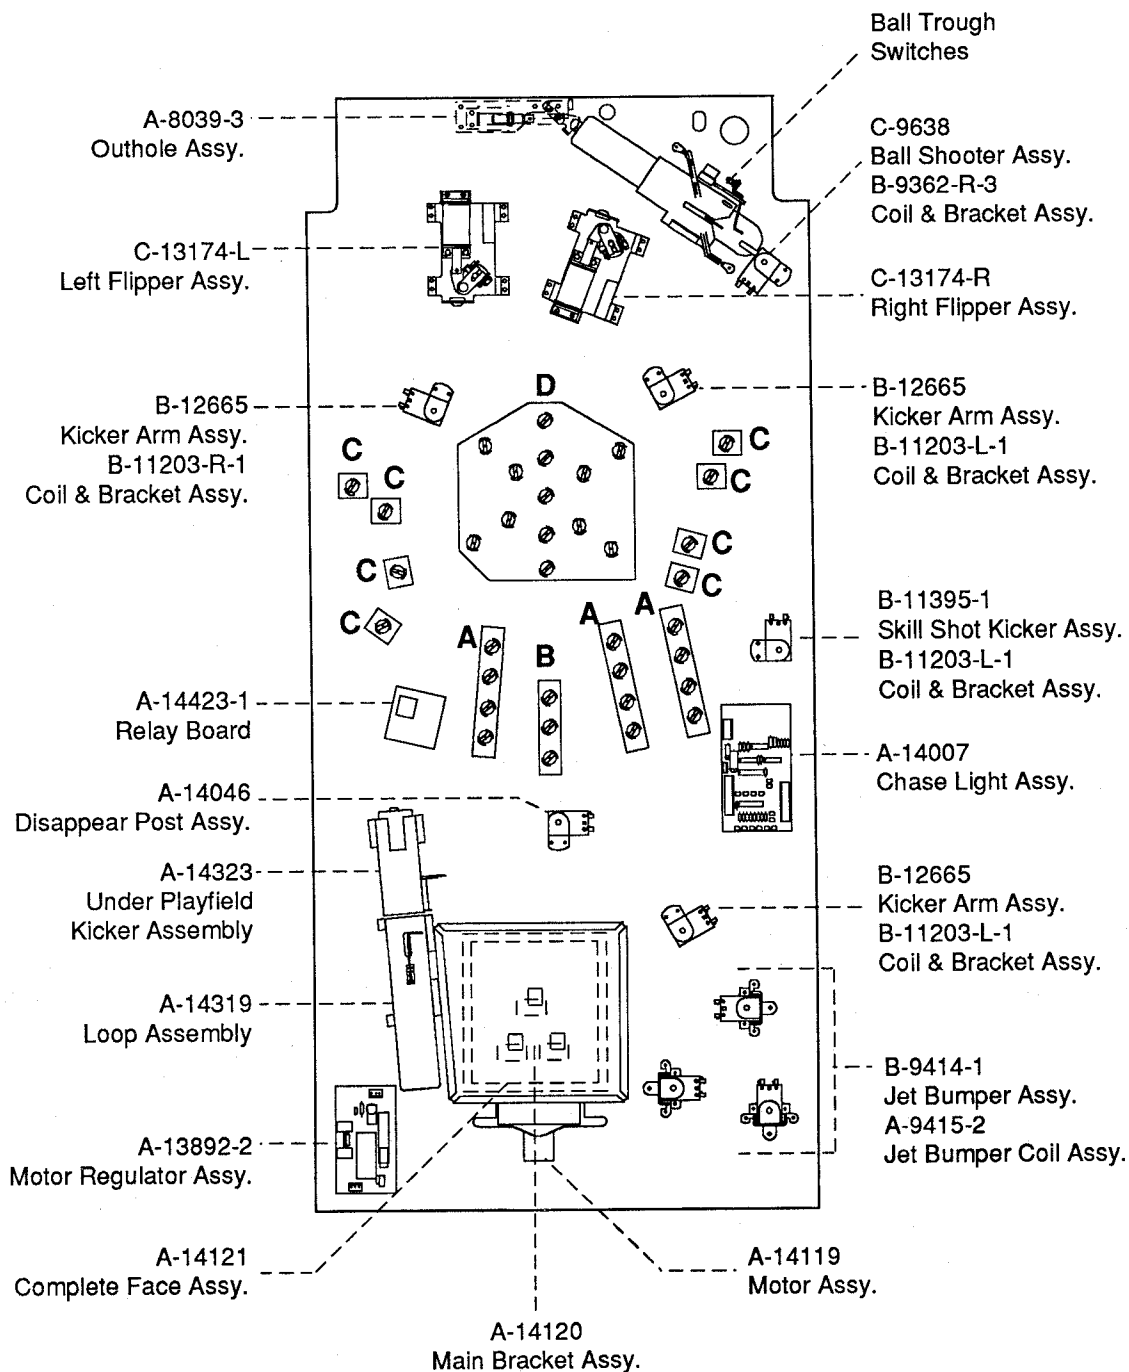 Ball Trough
Switches
A-8039-3
Outhole Assy.
C-9638
Ball Shooter Assy.
B-9362-R-3
Coil & Bracket Assy.
C-13174-L
Left Flipper Assy.
C-13174-R
Right Flipper Assy.
B-12665
Kicker Arm Assy.
B-11203-R-1
Coil & Bracket Assy.
D
B-12665
Kicker Arm Assy.
B-11203-L-1
Coil & Bracket Assy.
C
C
C
C
C
C
C
C
A
B
A
A
B-11395-1
Skill Shot Kicker Assy.
B-11203-L-1
Coil & Bracket Assy.
A-14423-1
Relay Board
A-14007
Chase Light Assy.
A-14046
Disappear Post Assy.
A-14323
Under Playfield
Kicker Assembly
B-12665
Kicker Arm Assy.
B-11203-L-1
Coil & Bracket Assy.
A-14319
Loop Assembly
B-9414-1
Jet Bumper Assy.
A-9415-2
Jet Bumper Coil Assy.
A-13892-2
Motor Regulator Assy.
A-14121
Complete Face Assy.
A-14119
Motor Assy.
A-14120
Main Bracket Assy.